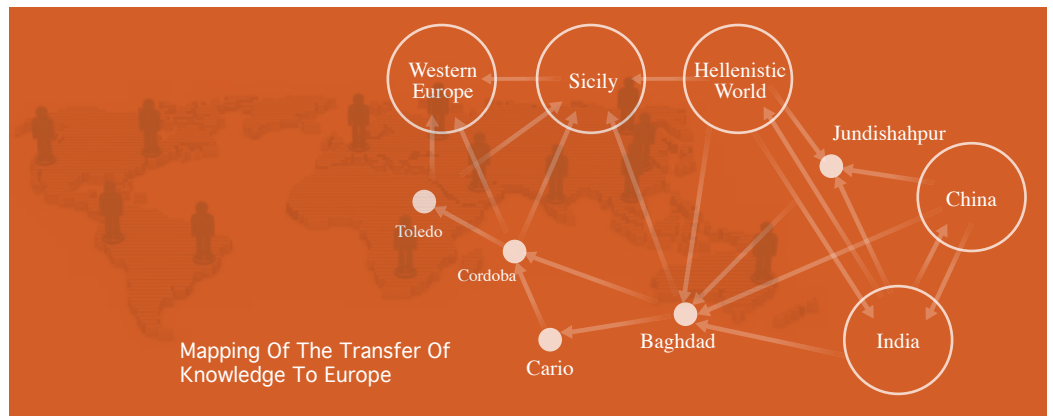 Western
Europe
Sicily
Hellenistic
World
Jundishahpur
China
Toledo
Cordoba
Baghdad
India
Cario
Mapping Of The Transfer Of
Knowledge To Europe